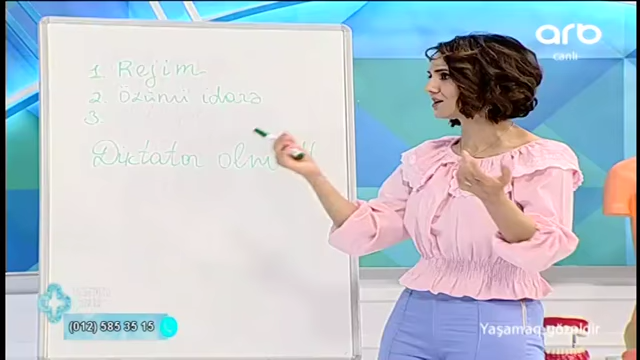 arb
canlı
1. Rejim
2. Özünü idarə
3.
Diktator olma
(012) 585 35 15
Yaşamaq gözəldir